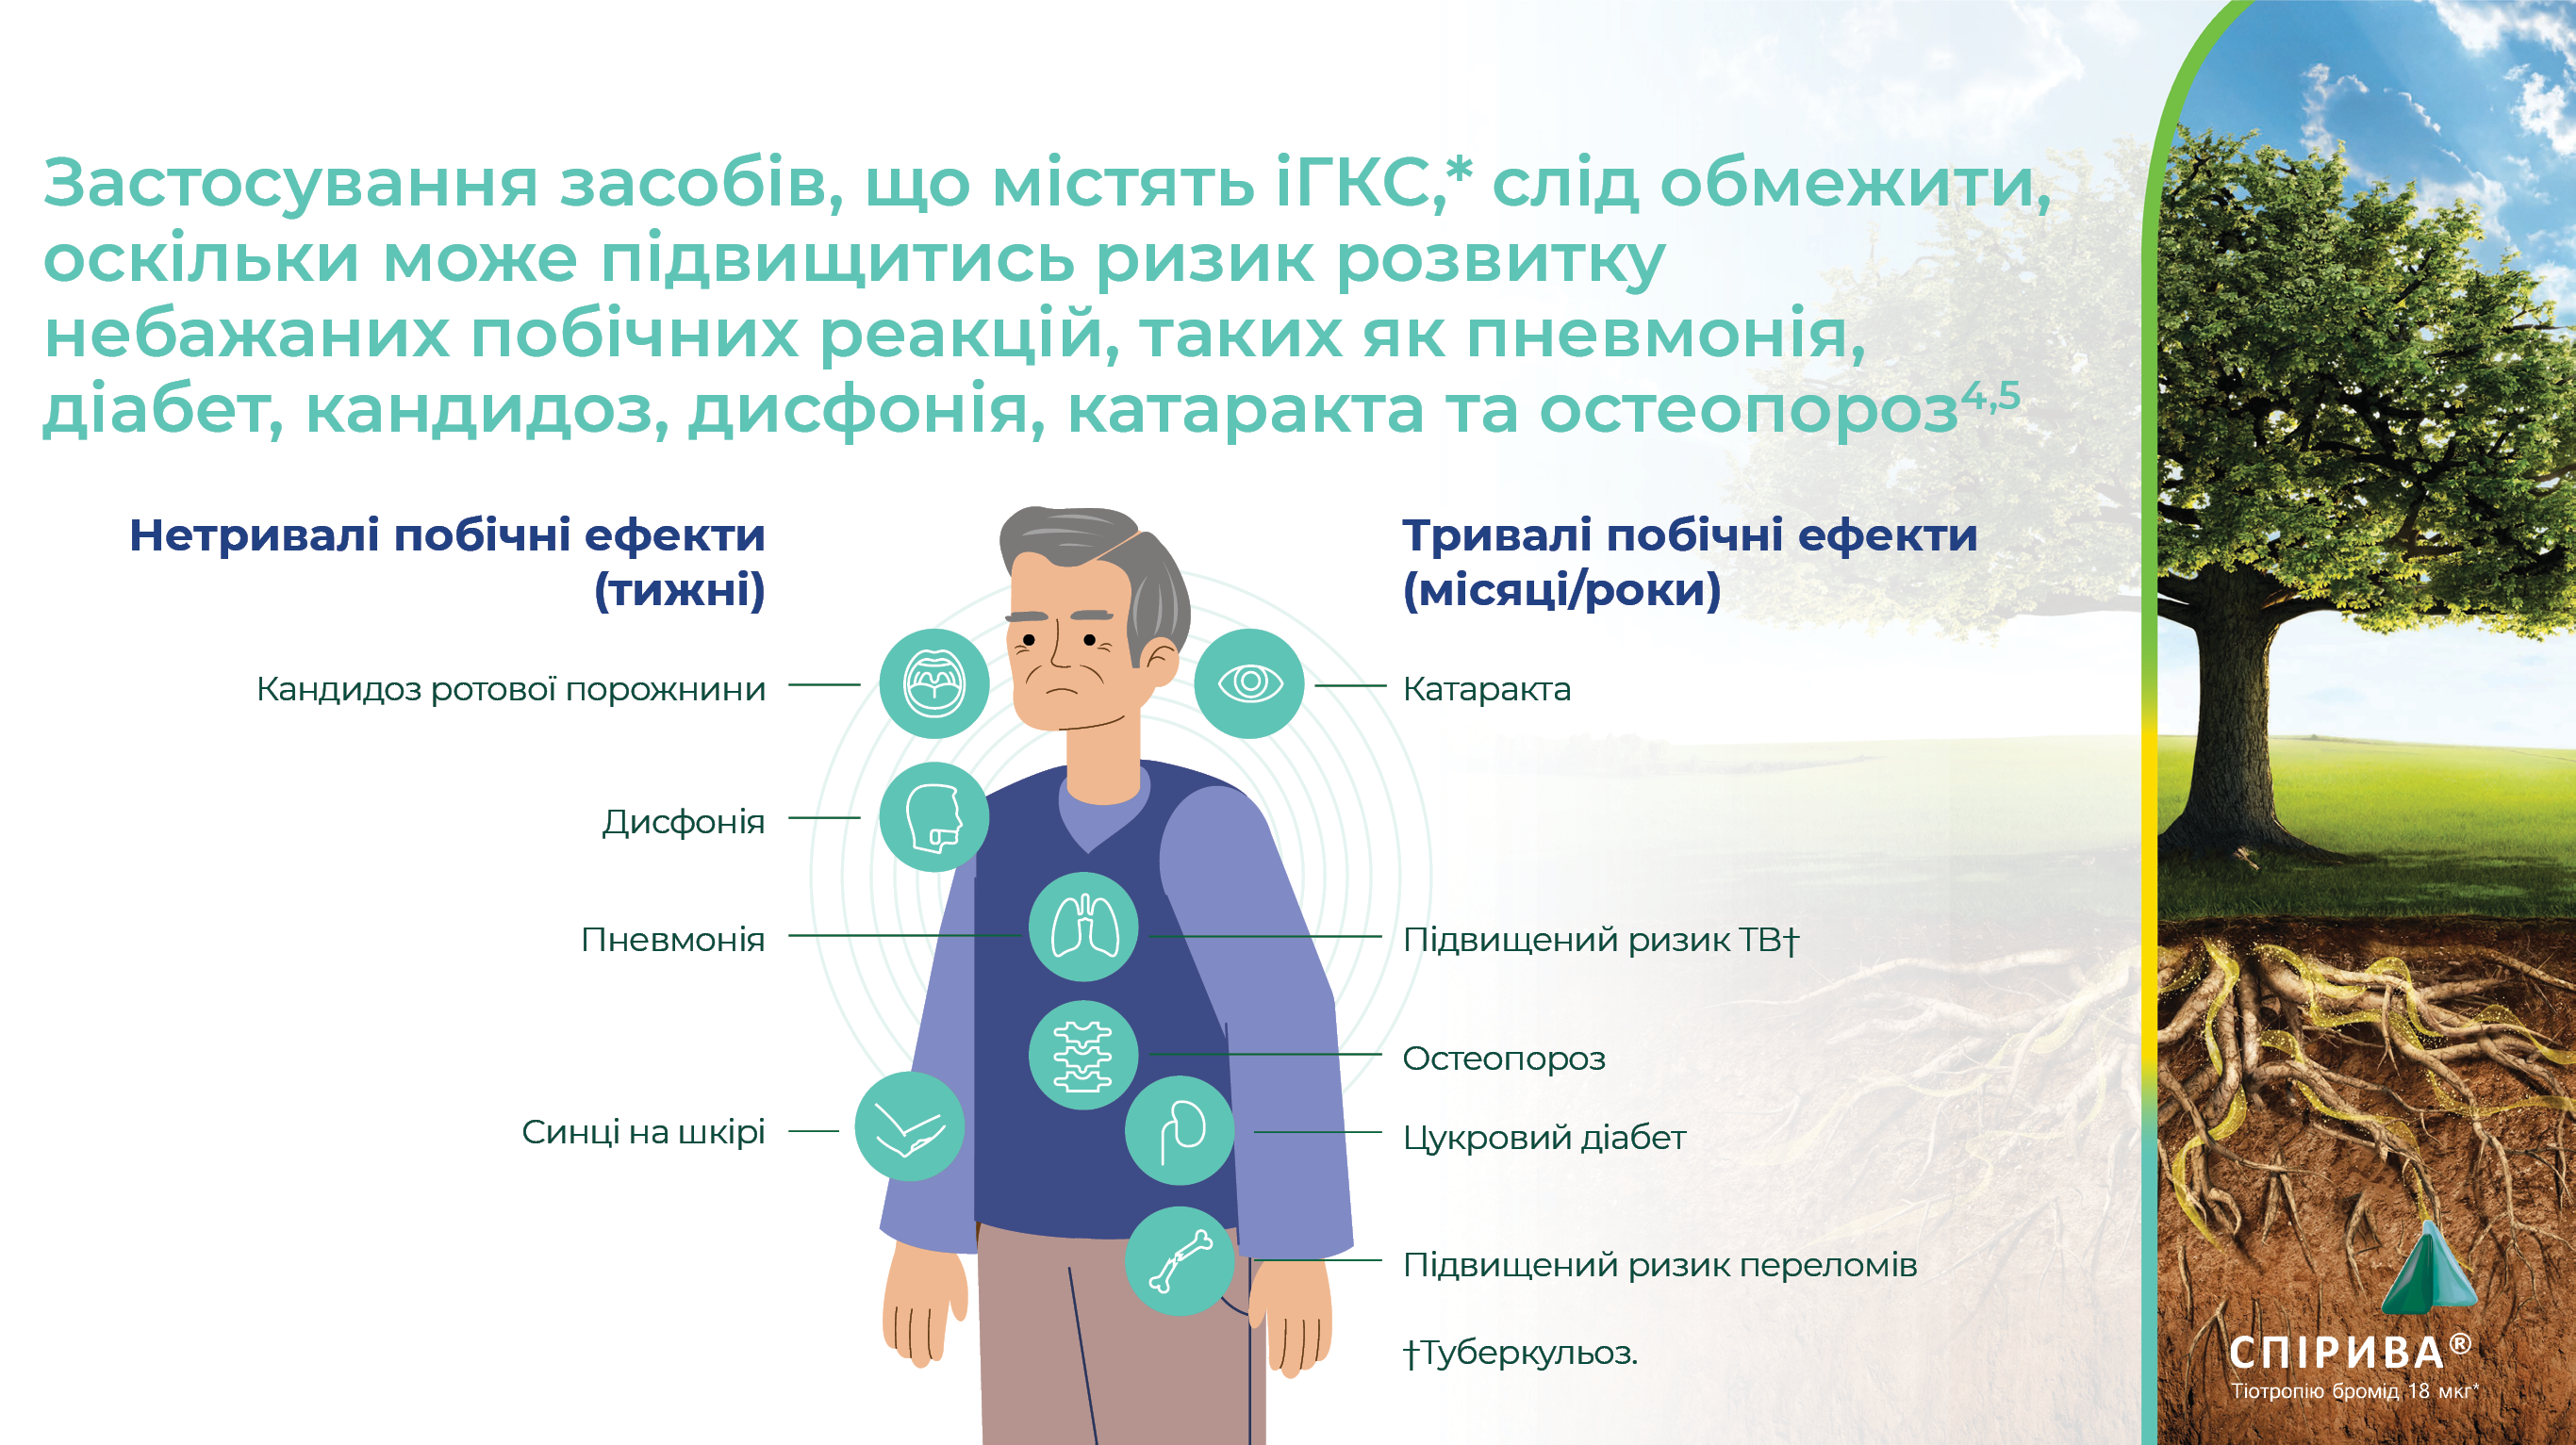 Застосування засобів, що містять іГКС,* слід обмежити,
оскільки може підвищитись ризик розвитку
небажаних побічних реакцій, таких як пневмонія,
діабет, кандидоз, дисфонія, катаракта та остеопороз4,5
Нетривалі побічні ефекти
(тижні)
Кандидоз ротової порожнини
Дисфонія
Пневмонія
Синці на шкірі
Тривалі побічні ефекти
(місяці/роки)
Катаракта
Підвищений ризик ТВ†
Остеопороз
Цукровий діабет
Підвищений ризик переломів
†Туберкульоз.
СПІРИВА®
Тіотропію бромід 18 мкг*